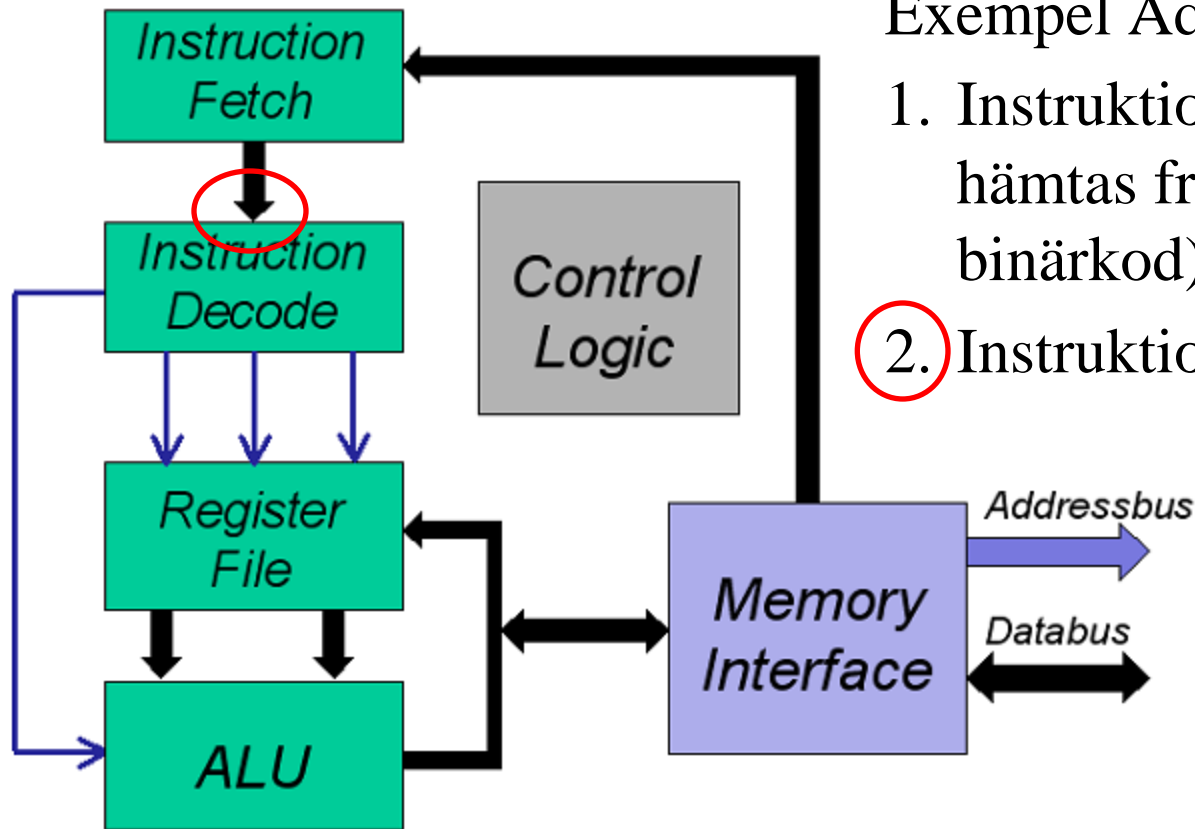 Instruction
Fetch
Instruction
Decode
Control
Logic
Register
File
ALU
Memory
Interface
Addressbus
Databus
Exempel Ad
1. Instruktio
hämtas fr
binärkod)
2. Instruktio